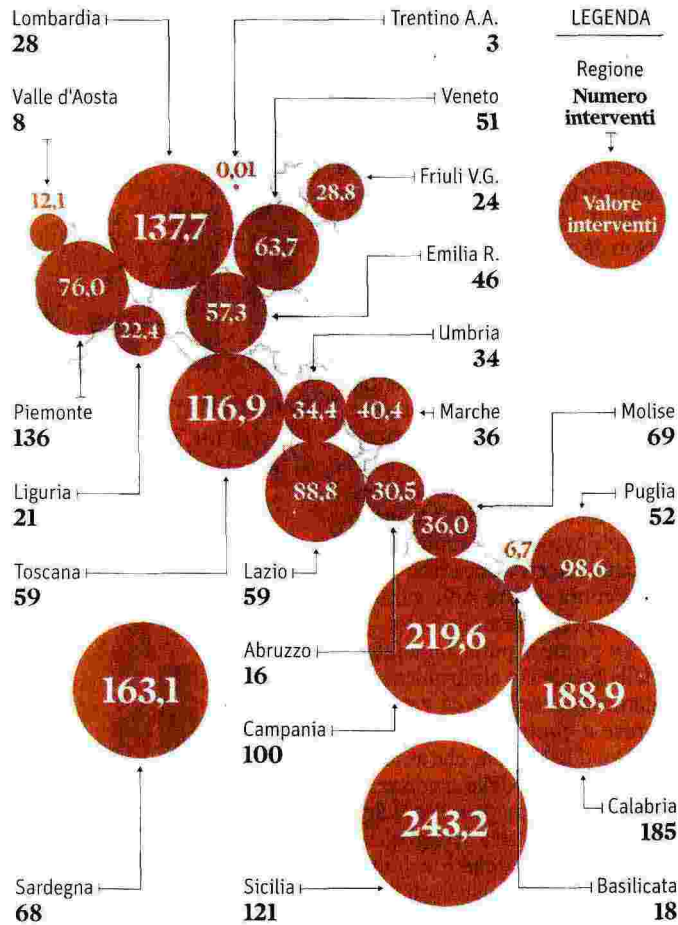 Lombardia
28
Trentino A.A.
3
LEGENDA
Regione
Numero
interventi
Valore
interventi
Valle d'Aosta
8
Veneto
51
0,01
Friuli V.G.
24
28,8
12,1
137,7
63,7
Emilia R.
46
76,0
57,3
22,4
Umbria
34
116,9
34,4
40,4
Marche
36
Molise
69
Piemonte
136
Liguria
21
88,8
30,5
36,0
Puglia
52
6,7
98,6
Toscana
59
Lazio
59
219,6
Abruzzo
16
163,1
188,9
Campania
100
243,2
Calabria
185
Sardegna
68
Sicilia
121
Basilicata
18